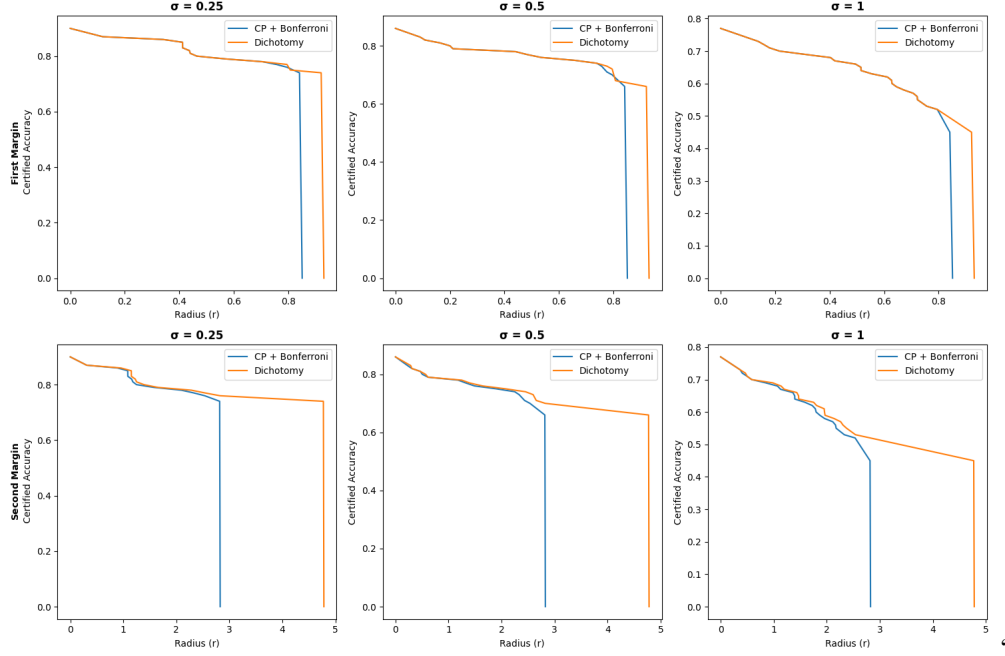 σ = 0.25
CP + Bonferroni
Dichotomy
First Margin
Certified Accuracy
0.8
0.6
0.4
0.2
0.0
0.0 0.2 0.4 0.6 0.8
Radius (r)
σ = 0.5
CP + Bonferroni
Dichotomy
Certified Accuracy
0.8
0.6
0.4
0.2
0.0
0.0 0.2 0.4 0.6 0.8
Radius (r)
σ = 1
CP + Bonferroni
Dichotomy
Certified Accuracy
0.8
0.7
0.6
0.5
0.4
0.3
0.2
0.1
0.0
0.0 0.2 0.4 0.6 0.8
Radius (r)
σ = 0.25
CP + Bonferroni
Dichotomy
Second Margin
Certified Accuracy
0.8
0.6
0.4
0.2
0.0
0 1 2 3 4 5
Radius (r)
σ = 0.5
CP + Bonferroni
Dichotomy
Certified Accuracy
0.8
0.6
0.4
0.2
0.0
0 1 2 3 4 5
Radius (r)
σ = 1
CP + Bonferroni
Dichotomy
Certified Accuracy
0.8
0.7
0.6
0.5
0.4
0.3
0.2
0.1
0.0
0 1 2 3 4 5
Radius (r)